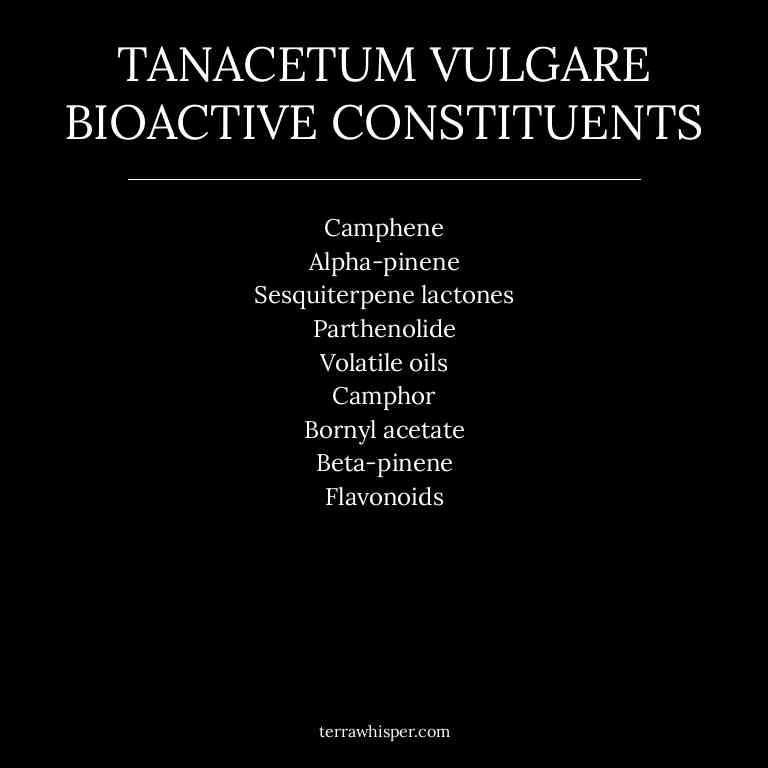 TANACETUM VULGARE
BIOACTIVE CONSTITUENTS
Camphene
Alpha-pinene
Sesquiterpene lactones
Parthenolide
Volatile oils
Camphor
Bornyl acetate
Beta-pinene
Flavonoids
terrawhisper.com